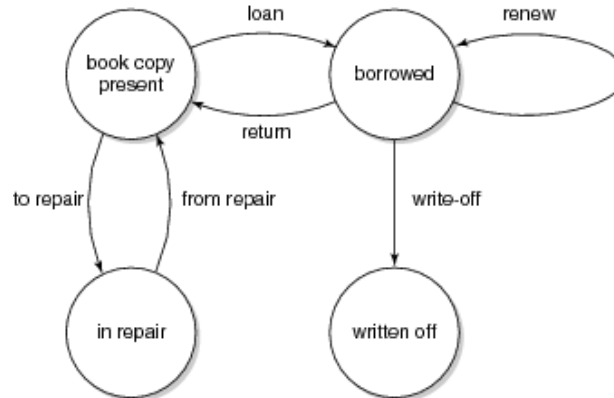 loan
renew
book copy
present
borrowed
return
to repair
from repair
write-off
in repair
written off